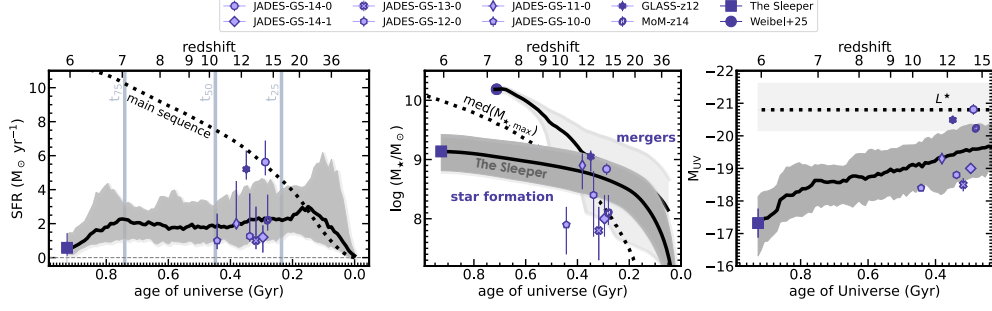 JADES-GS-14-0 JADES-GS-13-0 JADES-GS-11-0 GLASS-z12 The Sleeper
JADES-GS-14-1 JADES-GS-12-0 JADES-GS-10-0 MoM-z14 Weibel+25
redshift
6 7 8 9 10 12 15 20 36
SFR (M⊙ yr⁻¹)
10
8
6
4
2
0
t75
t50
t25
main sequence
0.8 0.6 0.4 0.2 0.0
age of universe (Gyr)
redshift
6 7 8 9 10 12 15 20 36
log (M⋆/M⊙)
10
9
8
med(M⋆,max)
mergers
The Sleeper
star formation
0.8 0.6 0.4 0.2 0.0
age of universe (Gyr)
redshift
6 7 8 9 10 12 15
MUV
−22
−21
−20
−19
−18
−17
−16
L⋆
0.8 0.4
age of Universe (Gyr)